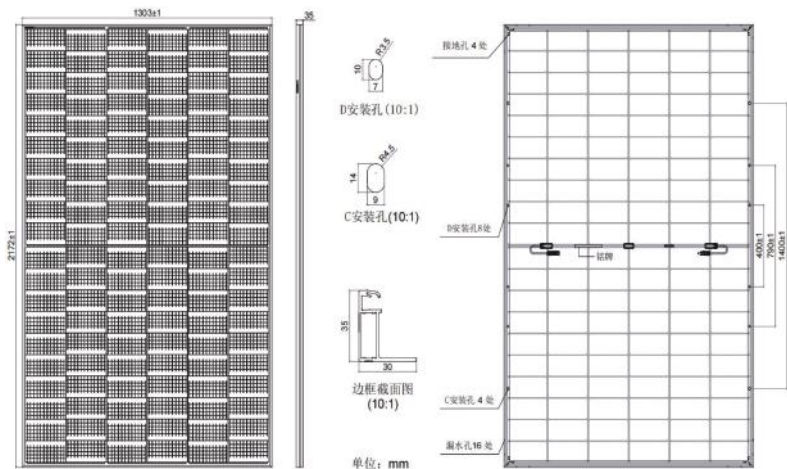 1303±1
35
2172±1
R3.5
10
7
D安装孔(10:1)
R4.5
14
9
C安装孔(10:1)
35
30
边框截面图
(10:1)
单位：mm
接地孔 4 处
D安装孔8处
铭牌
C安装孔 4 处
漏水孔16 处
400±1
790±1
1400±1